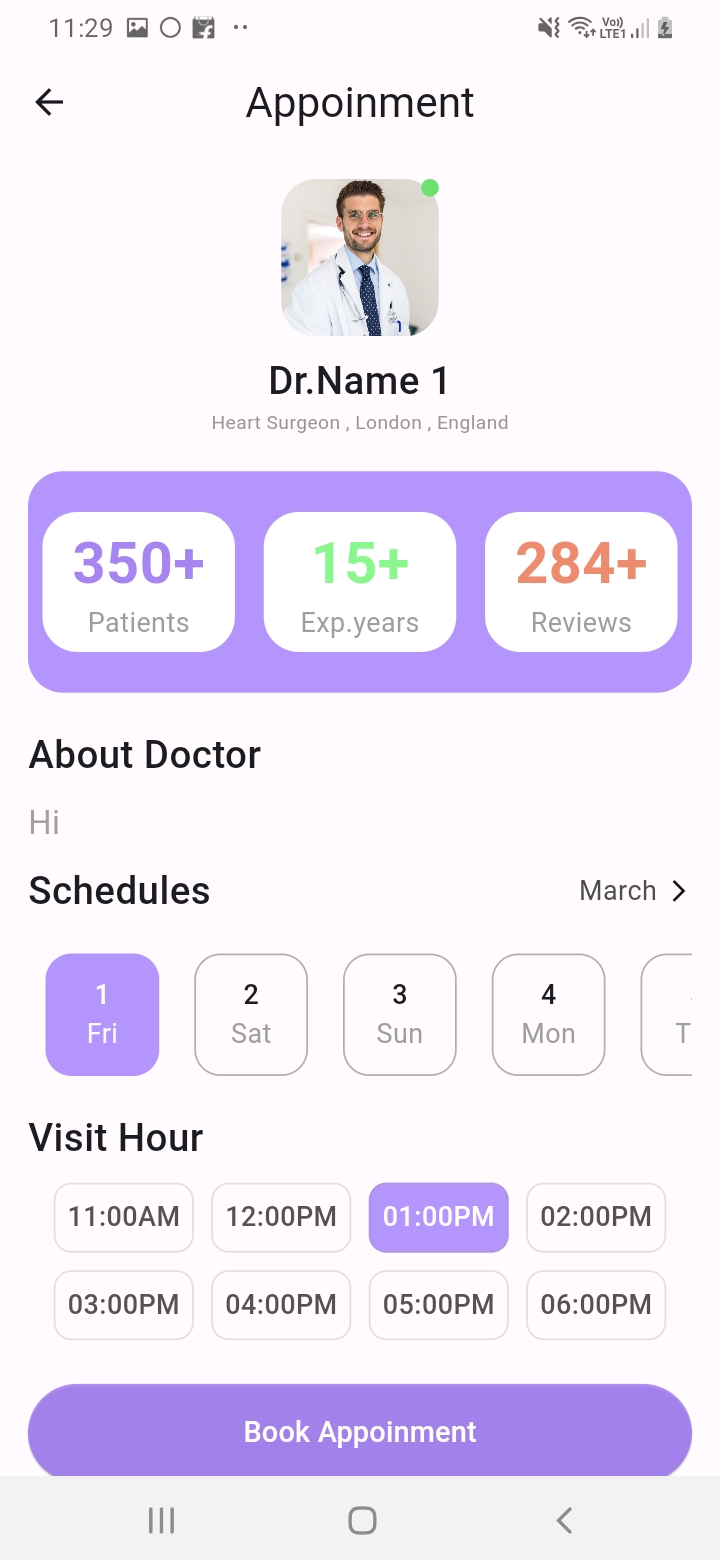 11:29
Vo)) LTE1
Appoinment
Dr.Name 1
Heart Surgeon , London , England
350+ 15+ 284+
Patients Exp.years Reviews
About Doctor
Hi
Schedules March
1 2 3 4
Fri Sat Sun Mon T
Visit Hour
11:00AM 12:00PM 01:00PM 02:00PM
03:00PM 04:00PM 05:00PM 06:00PM
Book Appoinment